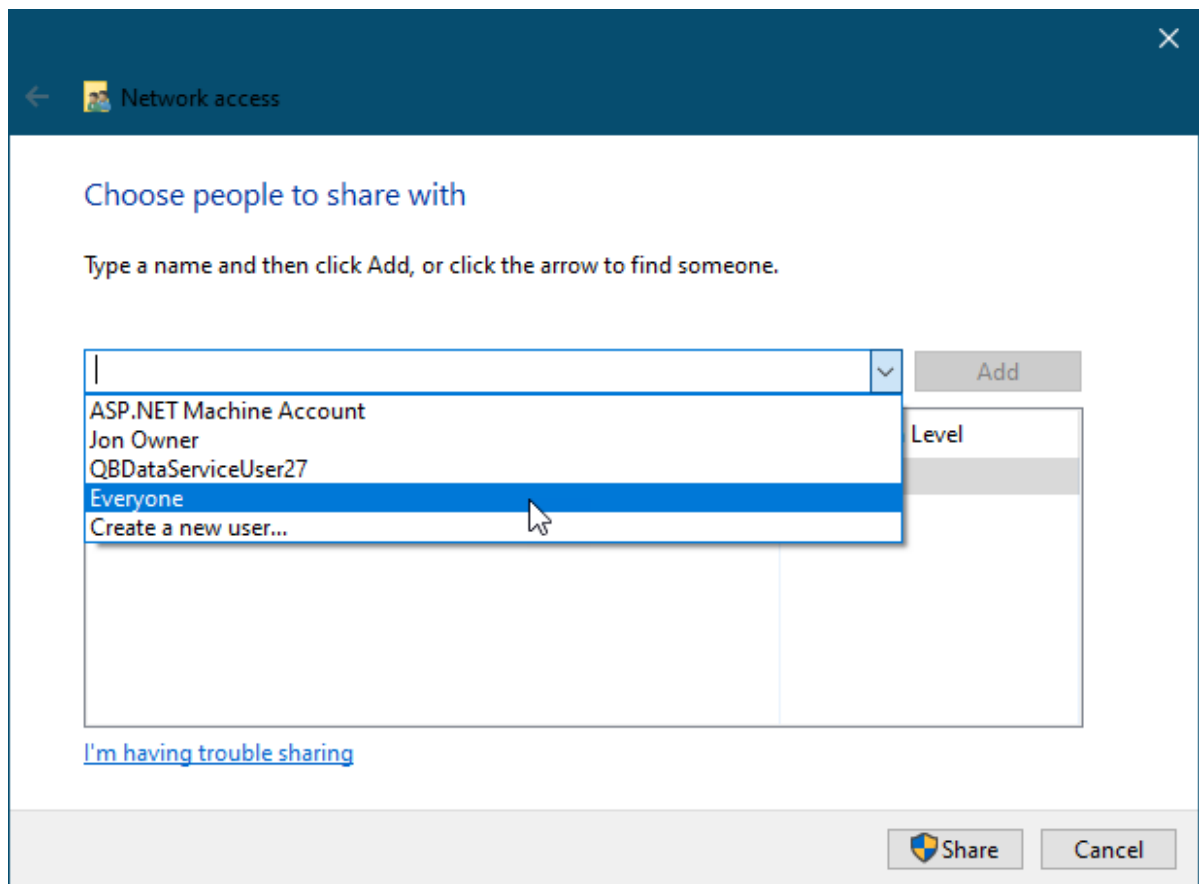 Network access
Choose people to share with
Type a name and then click Add, or click the arrow to find someone.
Add
ASP.NET Machine Account
Jon Owner
QBDataServiceUser27
Everyone
Create a new user...
Level
I'm having trouble sharing
Share
Cancel